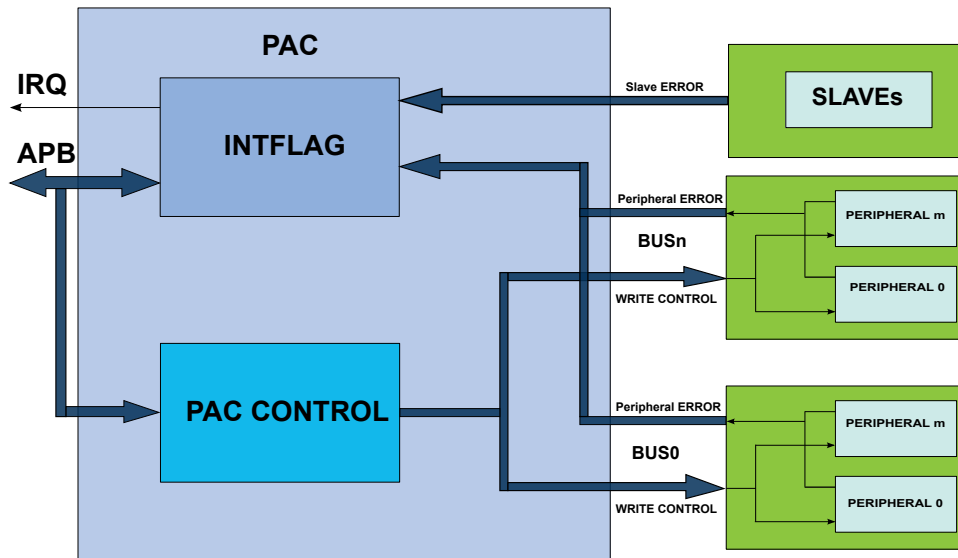 PAC
IRQ
Slave ERROR
SLAVEs
INTFLAG
APB
Peripheral ERROR
PERIPHERAL m
BUSn
PERIPHERAL 0
WRITE CONTROL
PAC CONTROL
Peripheral ERROR
PERIPHERAL m
BUS0
PERIPHERAL 0
WRITE CONTROL